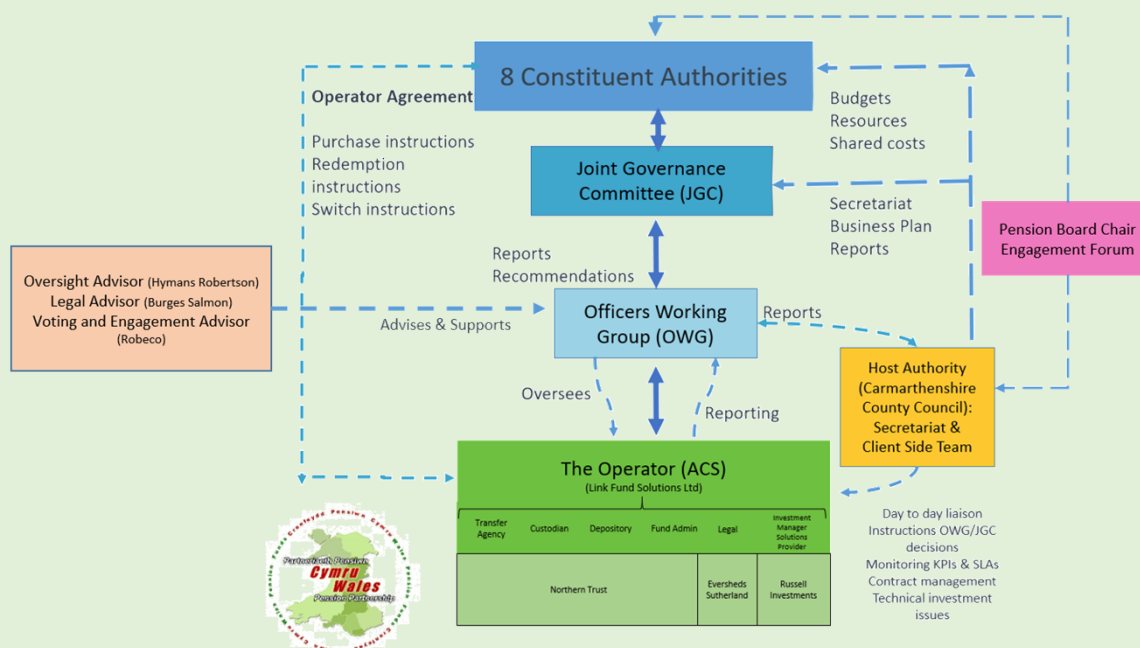 8 Constituent Authorities
Operator Agreement
Purchase instructions
Redemption
instructions
Switch instructions
Budgets
Resources
Shared costs
Joint Governance
Committee (JGC)
Secretariat
Business Plan
Reports
Pension Board Chair
Engagement Forum
Reports
Recommendations
Oversight Advisor (Hymans Robertson)
Legal Advisor (Burges Salmon)
Voting and Engagement Advisor
(Robeco)
Advises & Supports
Officers Working
Group (OWG)
Reports
Host Authority
(Carmarthenshire
County Council):
Secretariat &
Client Side Team
Oversees
Reporting
The Operator (ACS)
(Link Fund Solutions Ltd)
Transfer
Agency
Custodian
Depository
Fund Admin
Legal
Investment
Manager
Solutions
Provider
Northern Trust
Eversheds
Sutherland
Russell
Investments
Day to day liaison
Instructions OWG/JGC
decisions
Monitoring KPIs & SLAs
Contract management
Technical investment
issues
Partneriaeth Pensiwn
Cymru
Wales
Pension Partnership